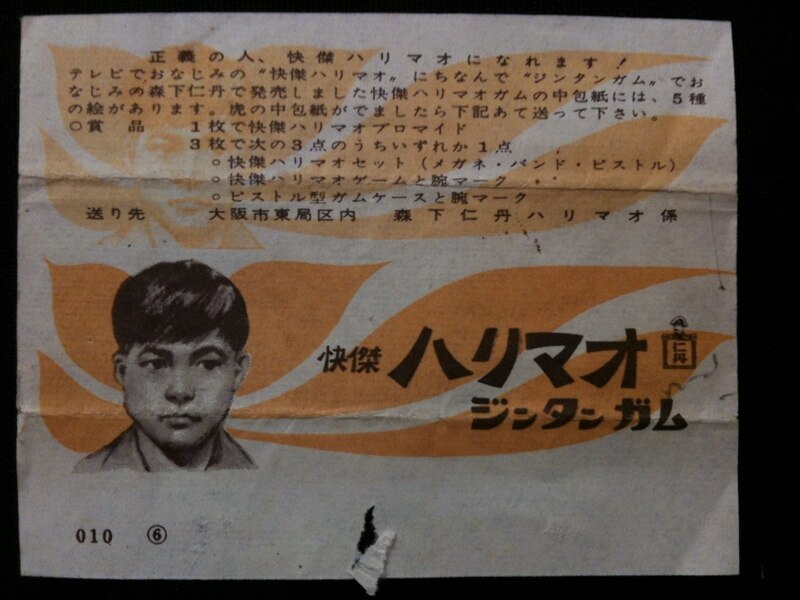 正義の人、快傑ハリマオになれます!
テレビでおなじみの“快傑ハリマオ„にちなんで“ジンタンガム„でお
なじみの森下仁丹で発売しました快傑ハリマオガムの中包紙には、5種
の絵があります。虎の中包紙がでましたら下記あて送って下さい。
○賞品 1枚で快傑ハリマオブロマイド
3枚で次の3点のうちいずれか1点
○快傑ハリマオセット(メガネ・バンド・ピストル)
○快傑ハリマオゲームと腕マーク
○ピストル型ガムケースと腕マーク
送り先 大阪市東局区内 森下仁丹ハリマオ係
快傑 ハリマオ 仁丹
ジンタンガム
010 ⑥